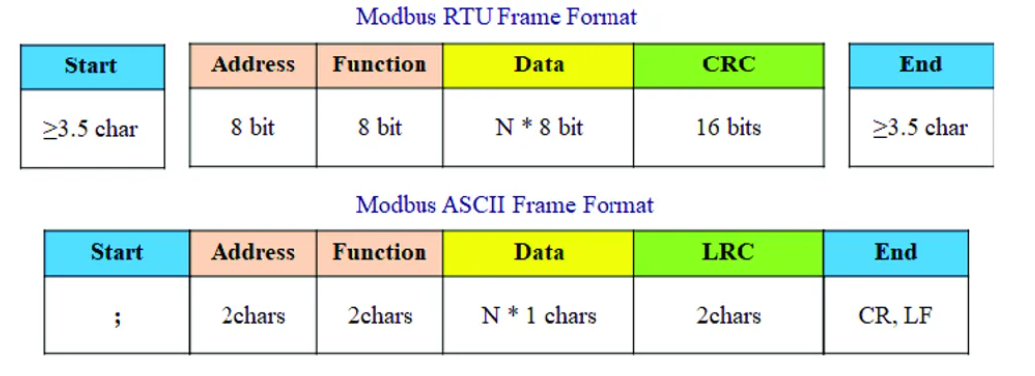 Modbus RTU Frame Format
Start Address Function Data CRC End
≥3.5 char 8 bit 8 bit N * 8 bit 16 bits ≥3.5 char
Modbus ASCII Frame Format
Start Address Function Data LRC End
; 2chars 2chars N * 1 chars 2chars CR, LF